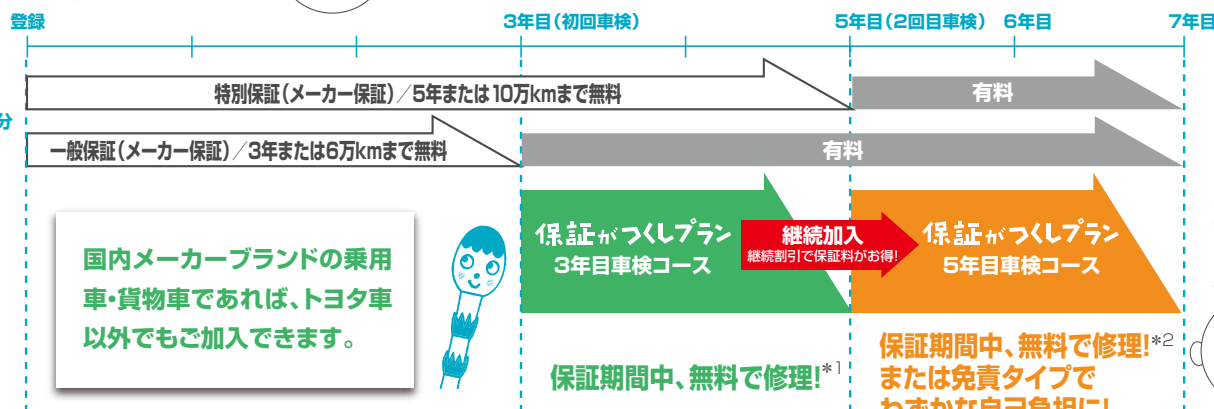 登録
3年目(初回車検)
5年目(2回目車検)
6年目
7年目
特別保証(メーカー保証)／5年または10万kmまで無料
有料
分
一般保証(メーカー保証)／3年または6万kmまで無料
有料
国内メーカーブランドの乗用
車・貨物車であれば、トヨタ車
以外でもご加入できます。
保証がつくしプラン
3年目車検コース
継続加入
継続割引で保証料がお得!
保証がつくしプラン
5年目車検コース
保証期間中、無料で修理!*1
保証期間中、無料で修理!*2
または免責タイプで
わずかな自己負担に!